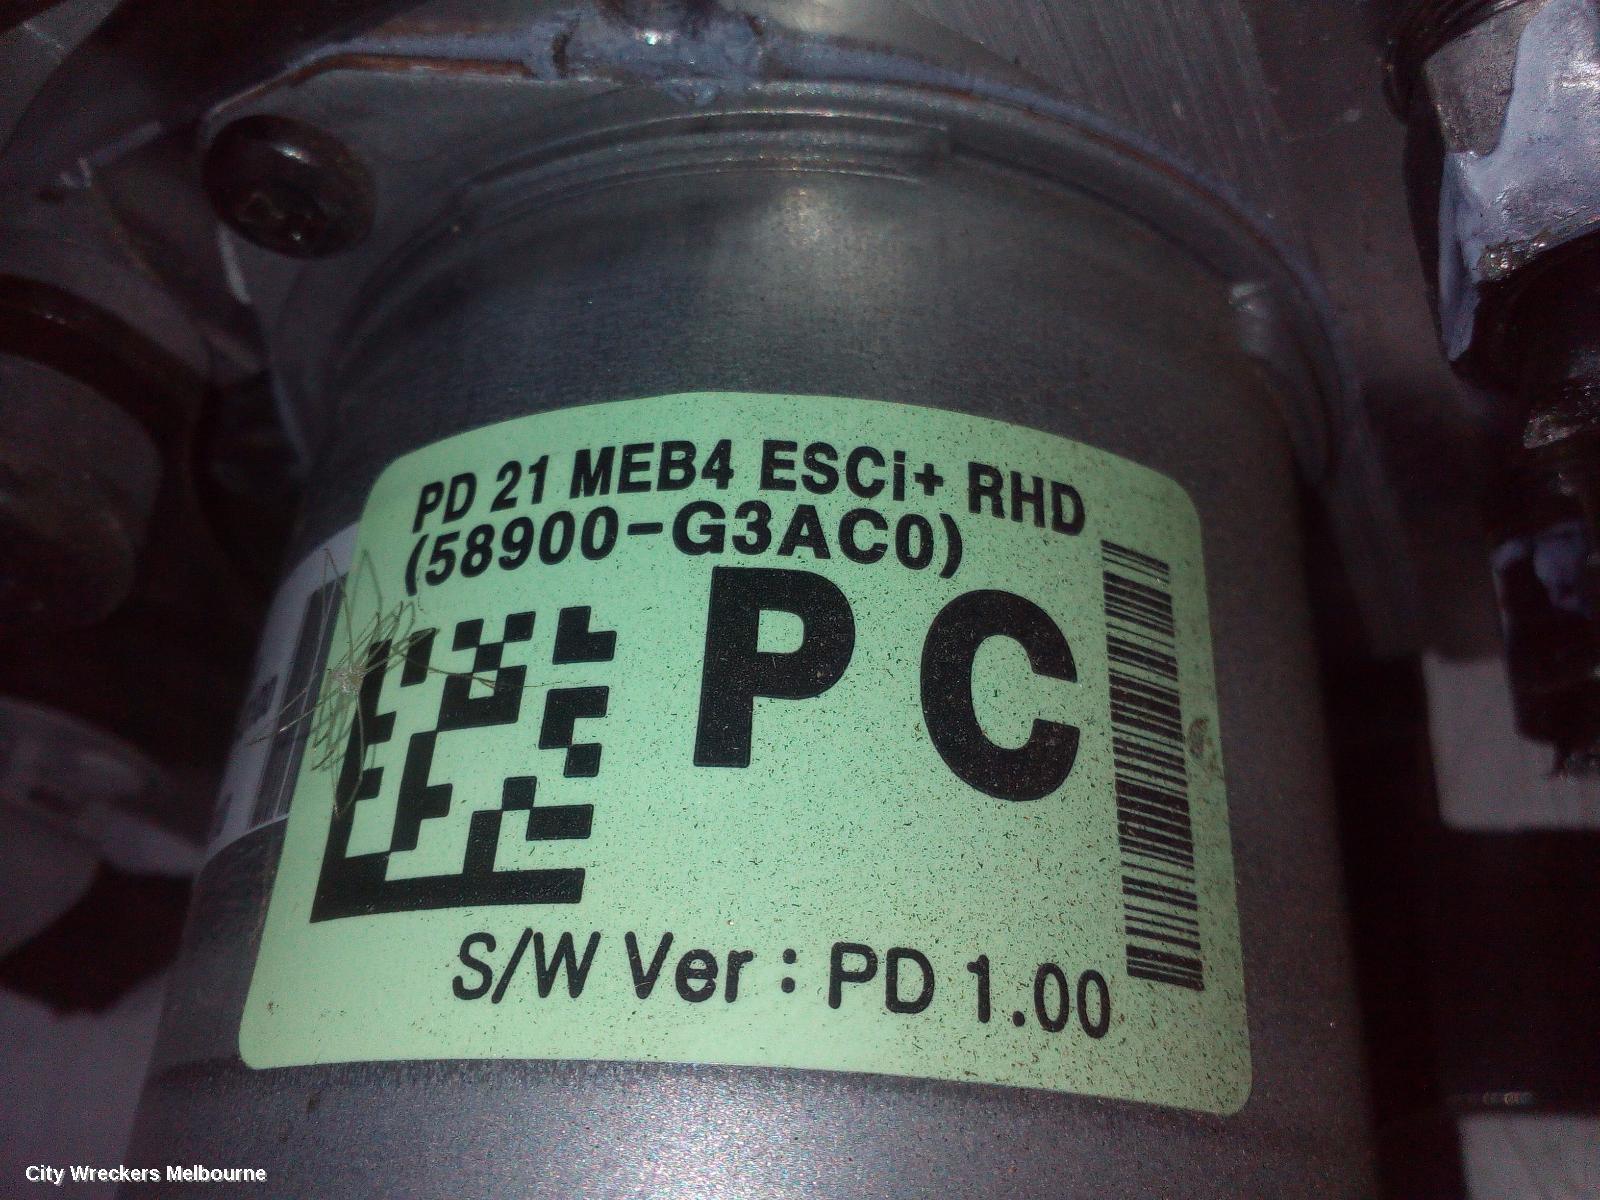 PD 21 MEB4 ESCi+ RHD
(58900-G3AC0)
PC
S/W Ver : PD 1.00
City Wreckers Melbourne